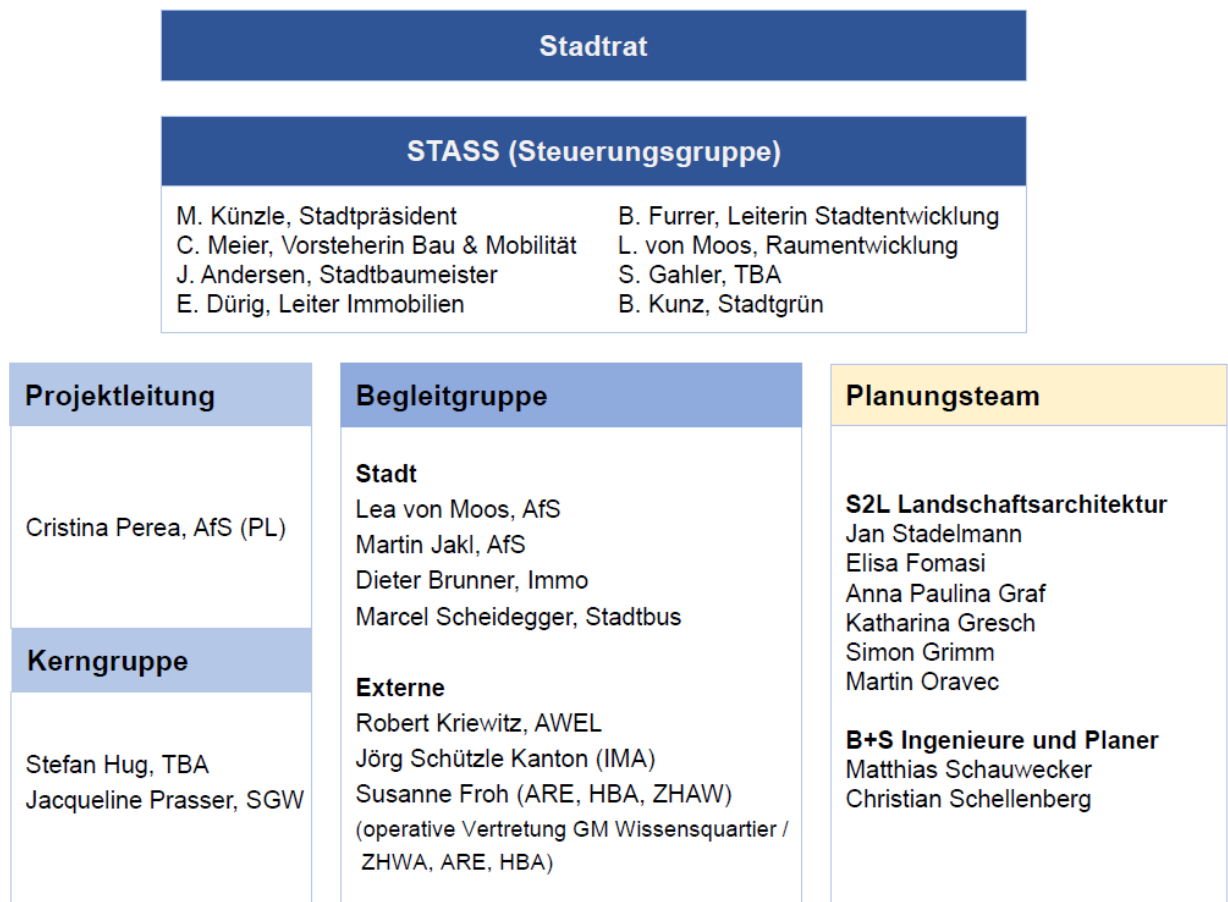 Stadtrat
STASS (Steuerungsgruppe)
M. Künzle, Stadtpräsident
C. Meier, Vorsteherin Bau & Mobilität
J. Andersen, Stadtbaumeister
E. Dürig, Leiter Immobilien
B. Furrer, Leiterin Stadtentwicklung
L. von Moos, Raumentwicklung
S. Gahler, TBA
B. Kunz, Stadtgrün
Projektleitung
Cristina Perea, AfS (PL)
Kerngruppe
Stefan Hug, TBA
Jacqueline Prasser, SGW
Begleitgruppe
Stadt
Lea von Moos, AfS
Martin Jakl, AfS
Dieter Brunner, Immo
Marcel Scheidegger, Stadtbus
Externe
Robert Kriewitz, AWEL
Jörg Schützle Kanton (IMA)
Susanne Froh (ARE, HBA, ZHAW)
(operative Vertretung GM Wissensquartier /
ZHWA, ARE, HBA)
Planungsteam
S2L Landschaftsarchitektur
Jan Stadelmann
Elisa Fomasi
Anna Paulina Graf
Katharina Gresch
Simon Grimm
Martin Oravec
B+S Ingenieure und Planer
Matthias Schauwecker
Christian Schellenberg